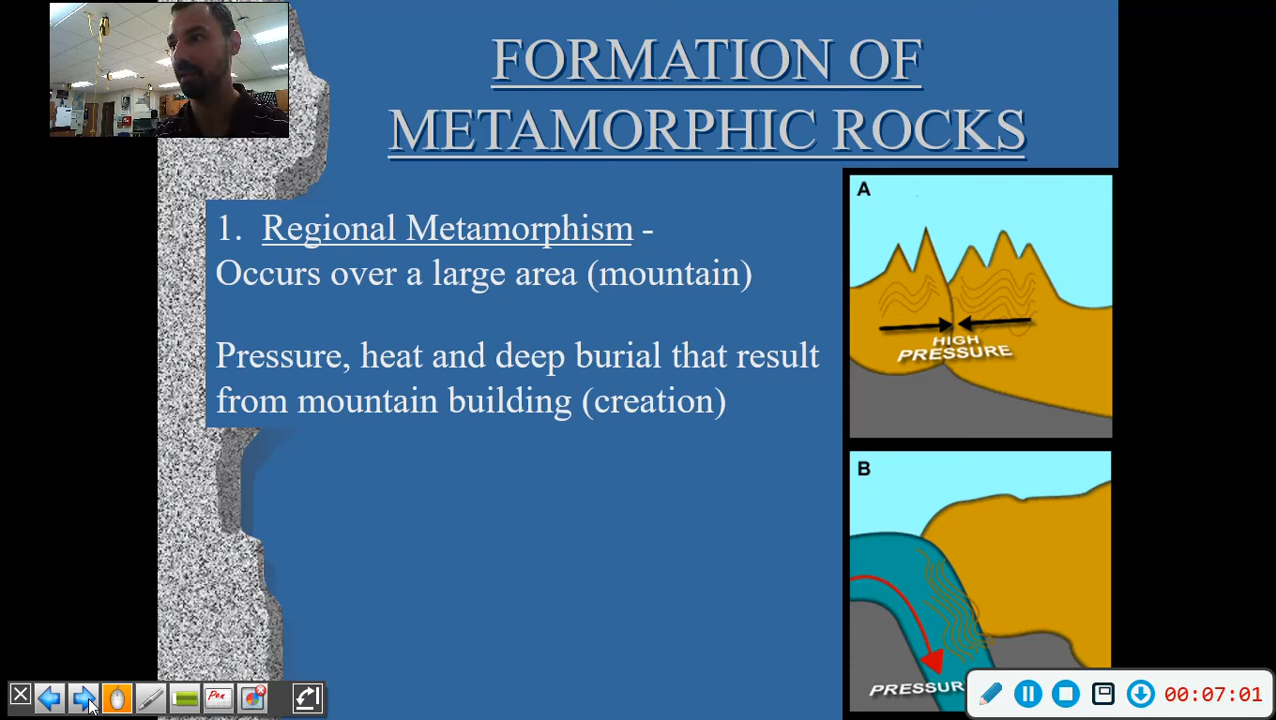 FORMATION OF
METAMORPHIC ROCKS
1. Regional Metamorphism -
Occurs over a large area (mountain)
Pressure, heat and deep burial that result
from mountain building (creation)
A
HIGH
PRESSURE
B
PRESSUR
Pen
00:07:01